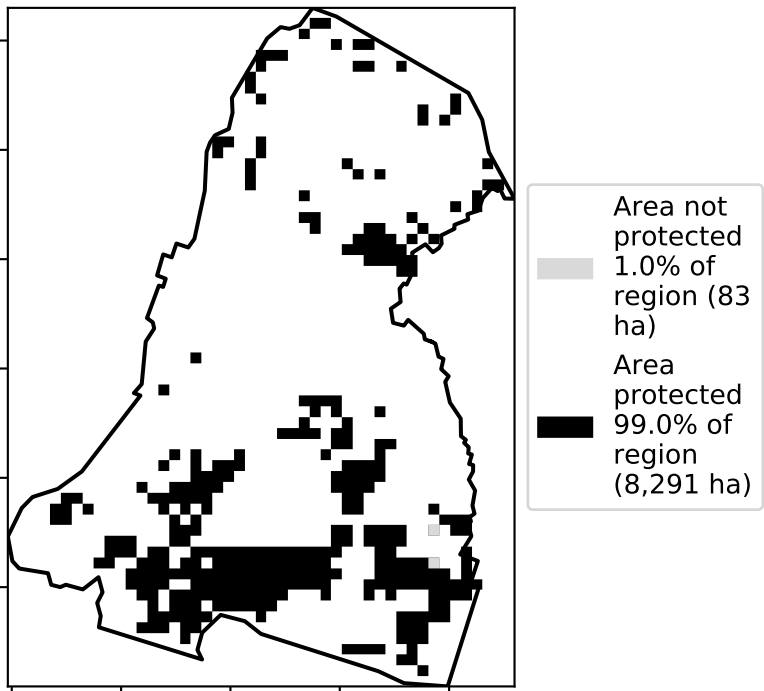 Area not
protected
1.0% of
region (83
ha)
Area
protected
99.0% of
region
(8,291 ha)